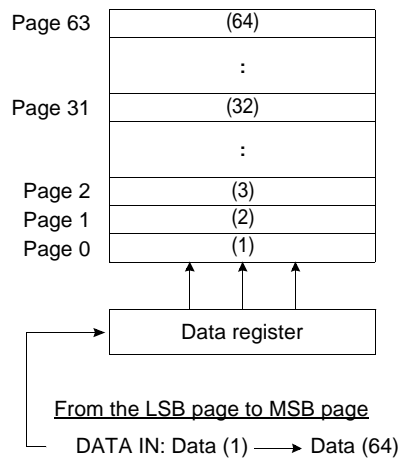 Page 63 (64)
:
Page 31 (32)
:
Page 2 (3)
Page 1 (2)
Page 0 (1)
Data register
From the LSB page to MSB page
DATA IN: Data (1) → Data (64)